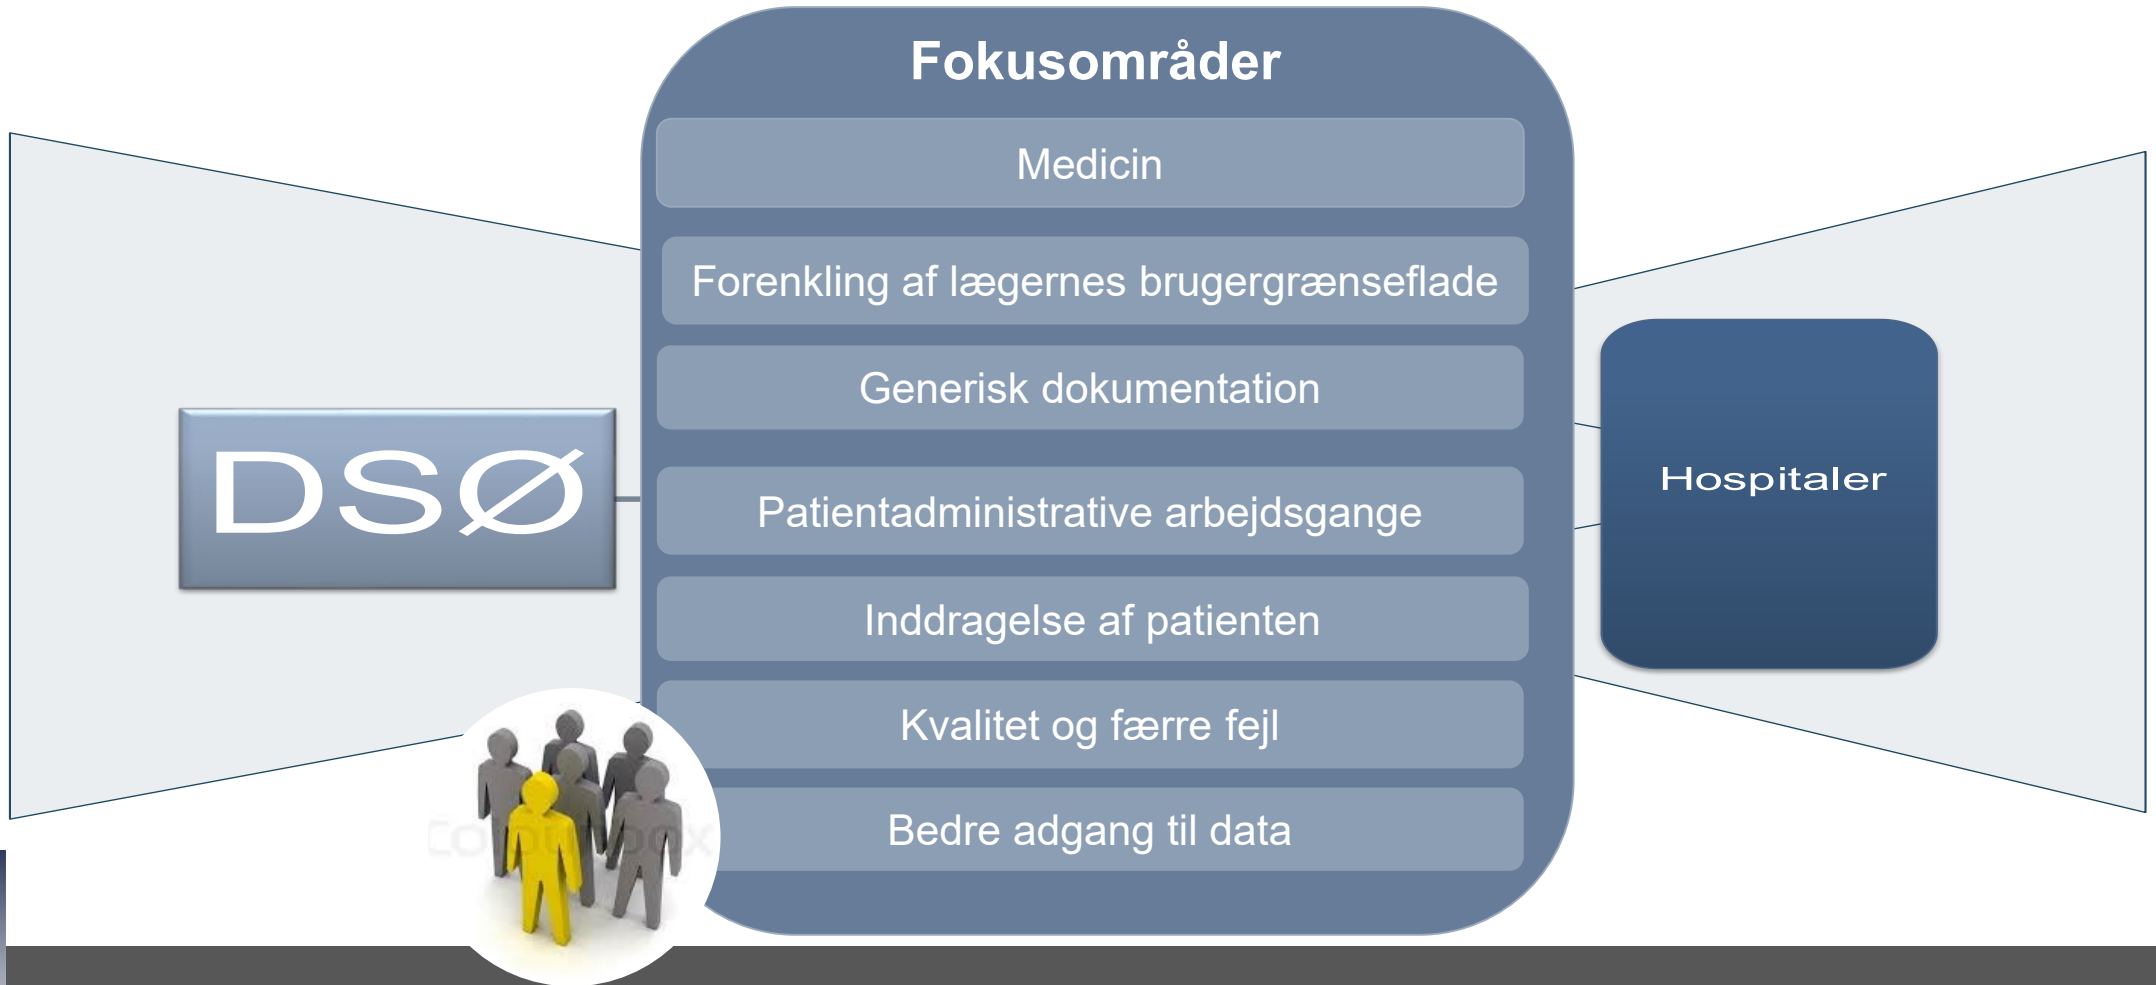 Fokusområder
Medicin
Forenkling af lægernes brugergrænseflade
Generisk dokumentation
DSØ
Hospitaler
Patientadministrative arbejdsgange
Inddragelse af patienten
Kvalitet og færre fejl
Bedre adgang til data